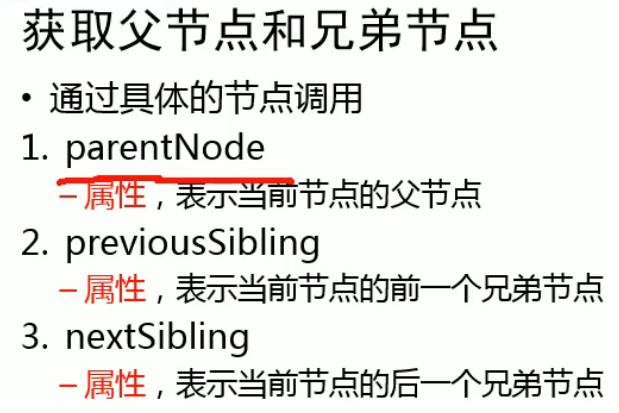 获取父节点和兄弟节点
• 通过具体的节点调用
1. parentNode
– 属性，表示当前节点的父节点
2. previousSibling
– 属性，表示当前节点的前一个兄弟节点
3. nextSibling
– 属性，表示当前节点的后一个兄弟节点